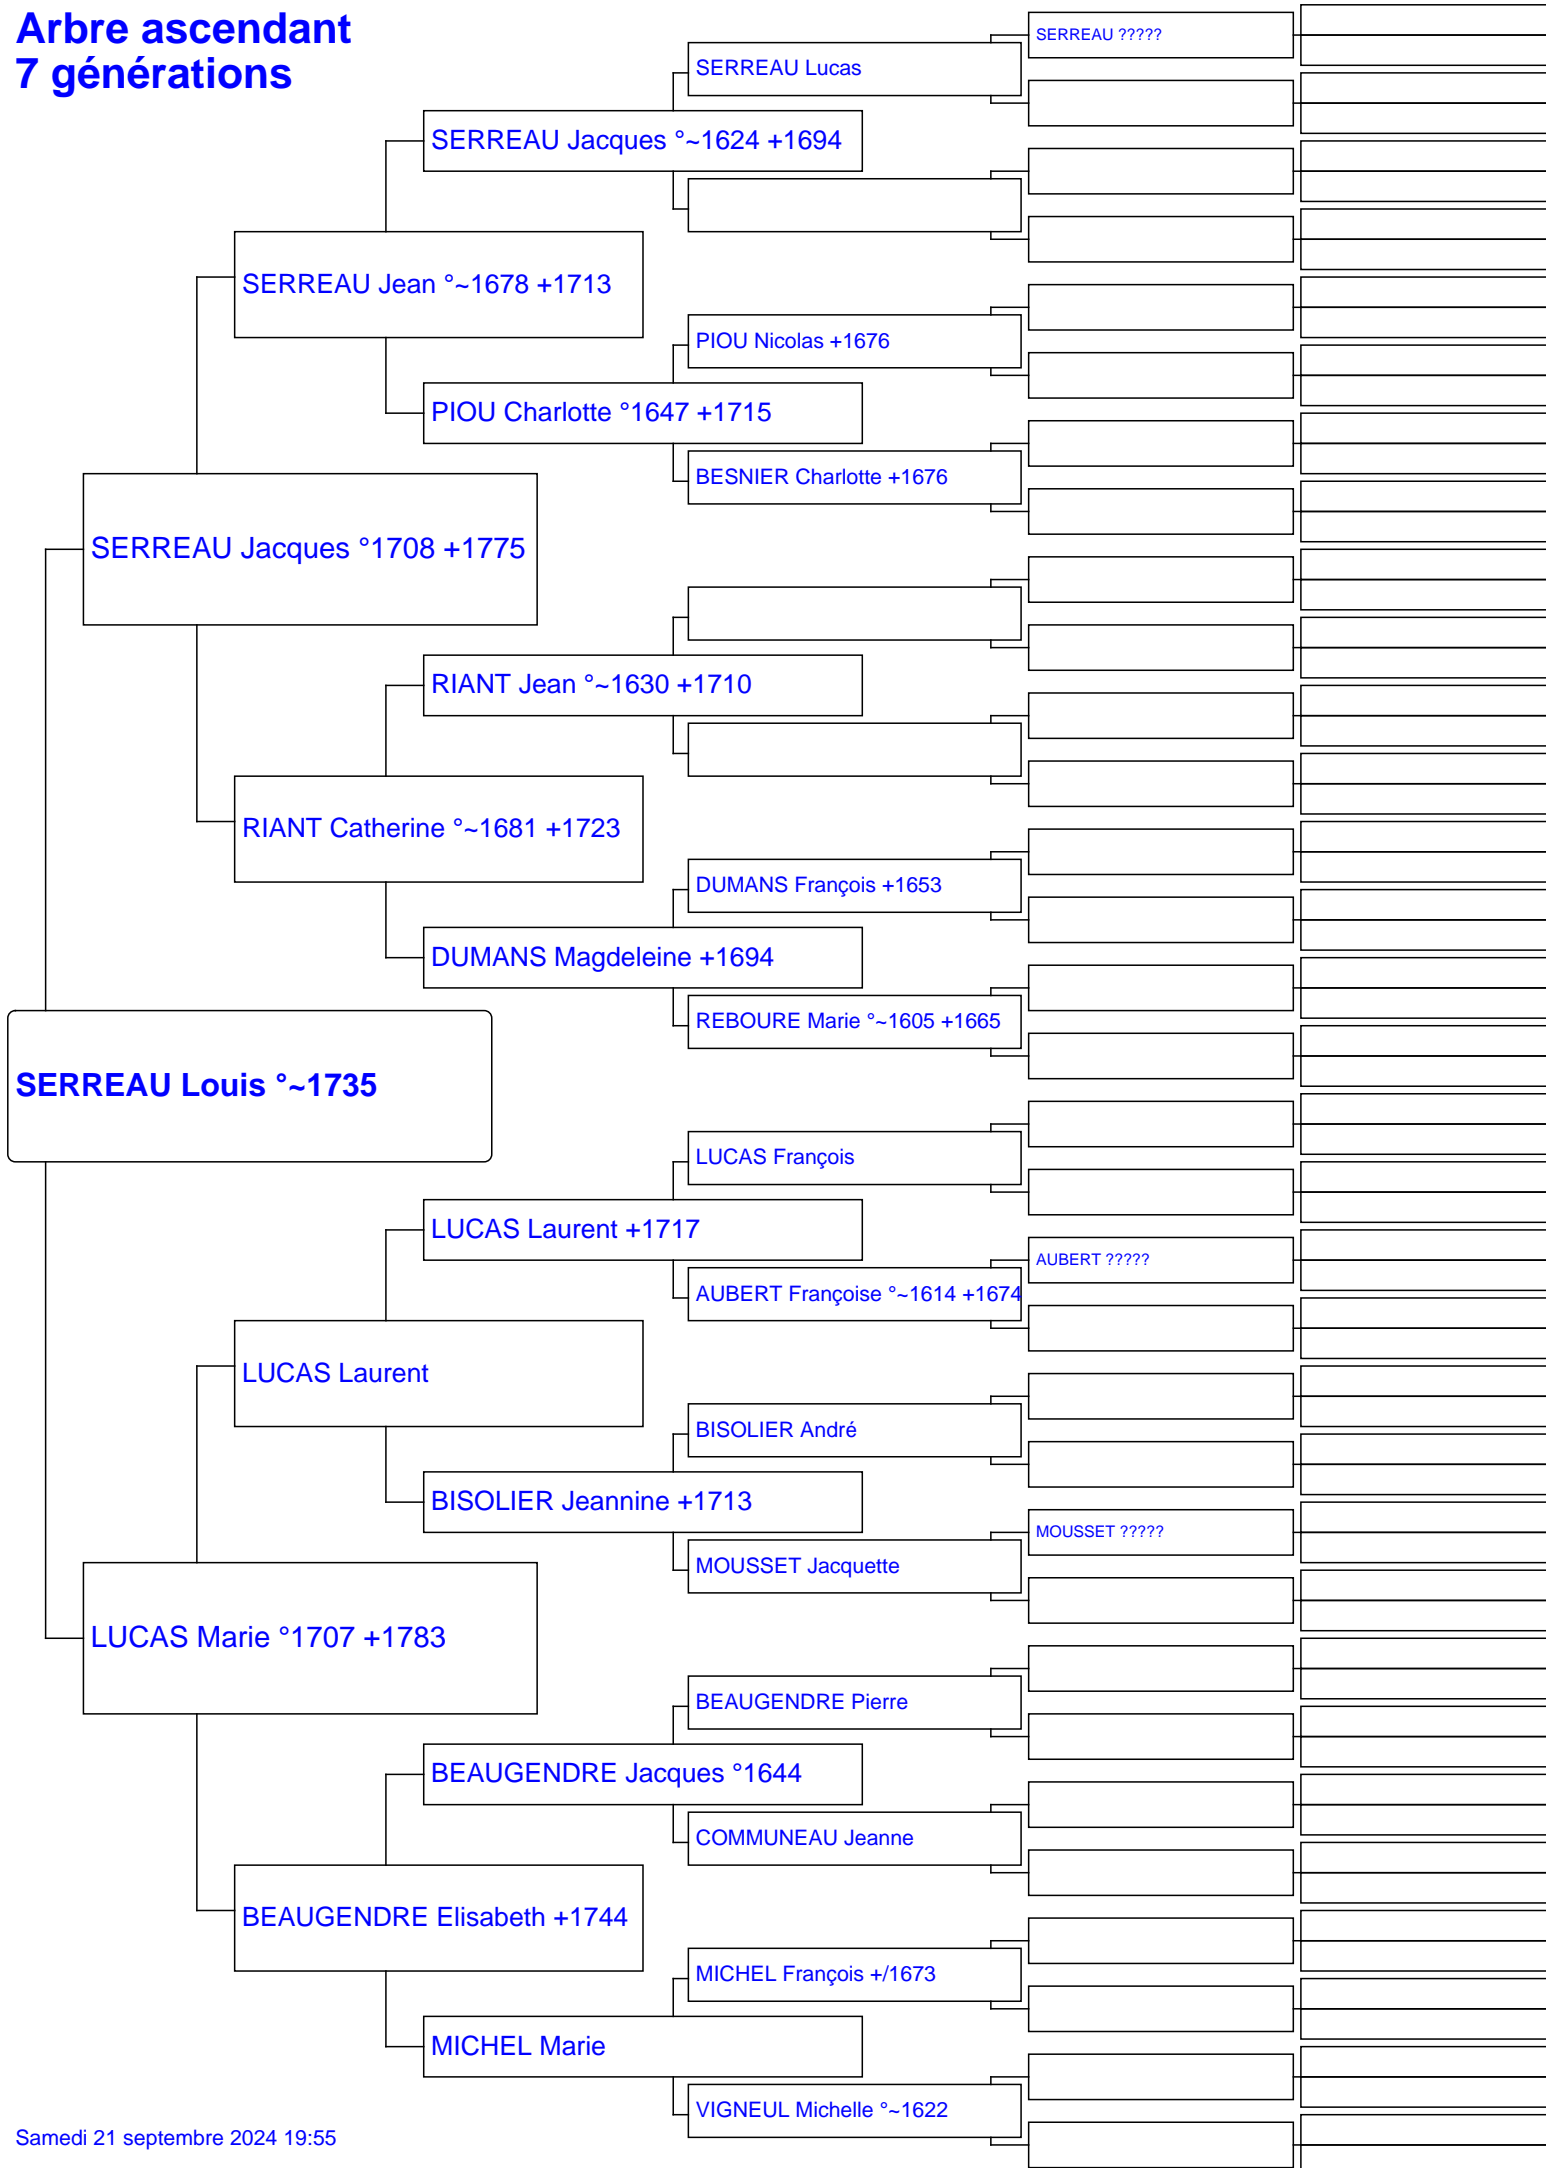 Arbre ascendant
7 générations
SERREAU ?????
SERREAU Lucas
SERREAU Jacques °~1624 +1694
SERREAU Jean °~1678 +1713
PIOU Nicolas +1676
PIOU Charlotte °1647 +1715
BESNIER Charlotte +1676
SERREAU Jacques °1708 +1775
RIANT Jean °~1630 +1710
RIANT Catherine °~1681 +1723
DUMANS François +1653
DUMANS Magdeleine +1694
REBOURE Marie °~1605 +1665
SERREAU Louis °~1735
LUCAS François
LUCAS Laurent +1717
AUBERT ?????
AUBERT Françoise °~1614 +1674
LUCAS Laurent
BISOLIER André
BISOLIER Jeannine +1713
MOUSSET ?????
MOUSSET Jacquette
LUCAS Marie °1707 +1783
BEAUGENDRE Pierre
BEAUGENDRE Jacques °1644
COMMUNEAU Jeanne
BEAUGENDRE Elisabeth +1744
MICHEL François +/1673
MICHEL Marie
VIGNEUL Michelle °~1622
Samedi 21 septembre 2024 19:55